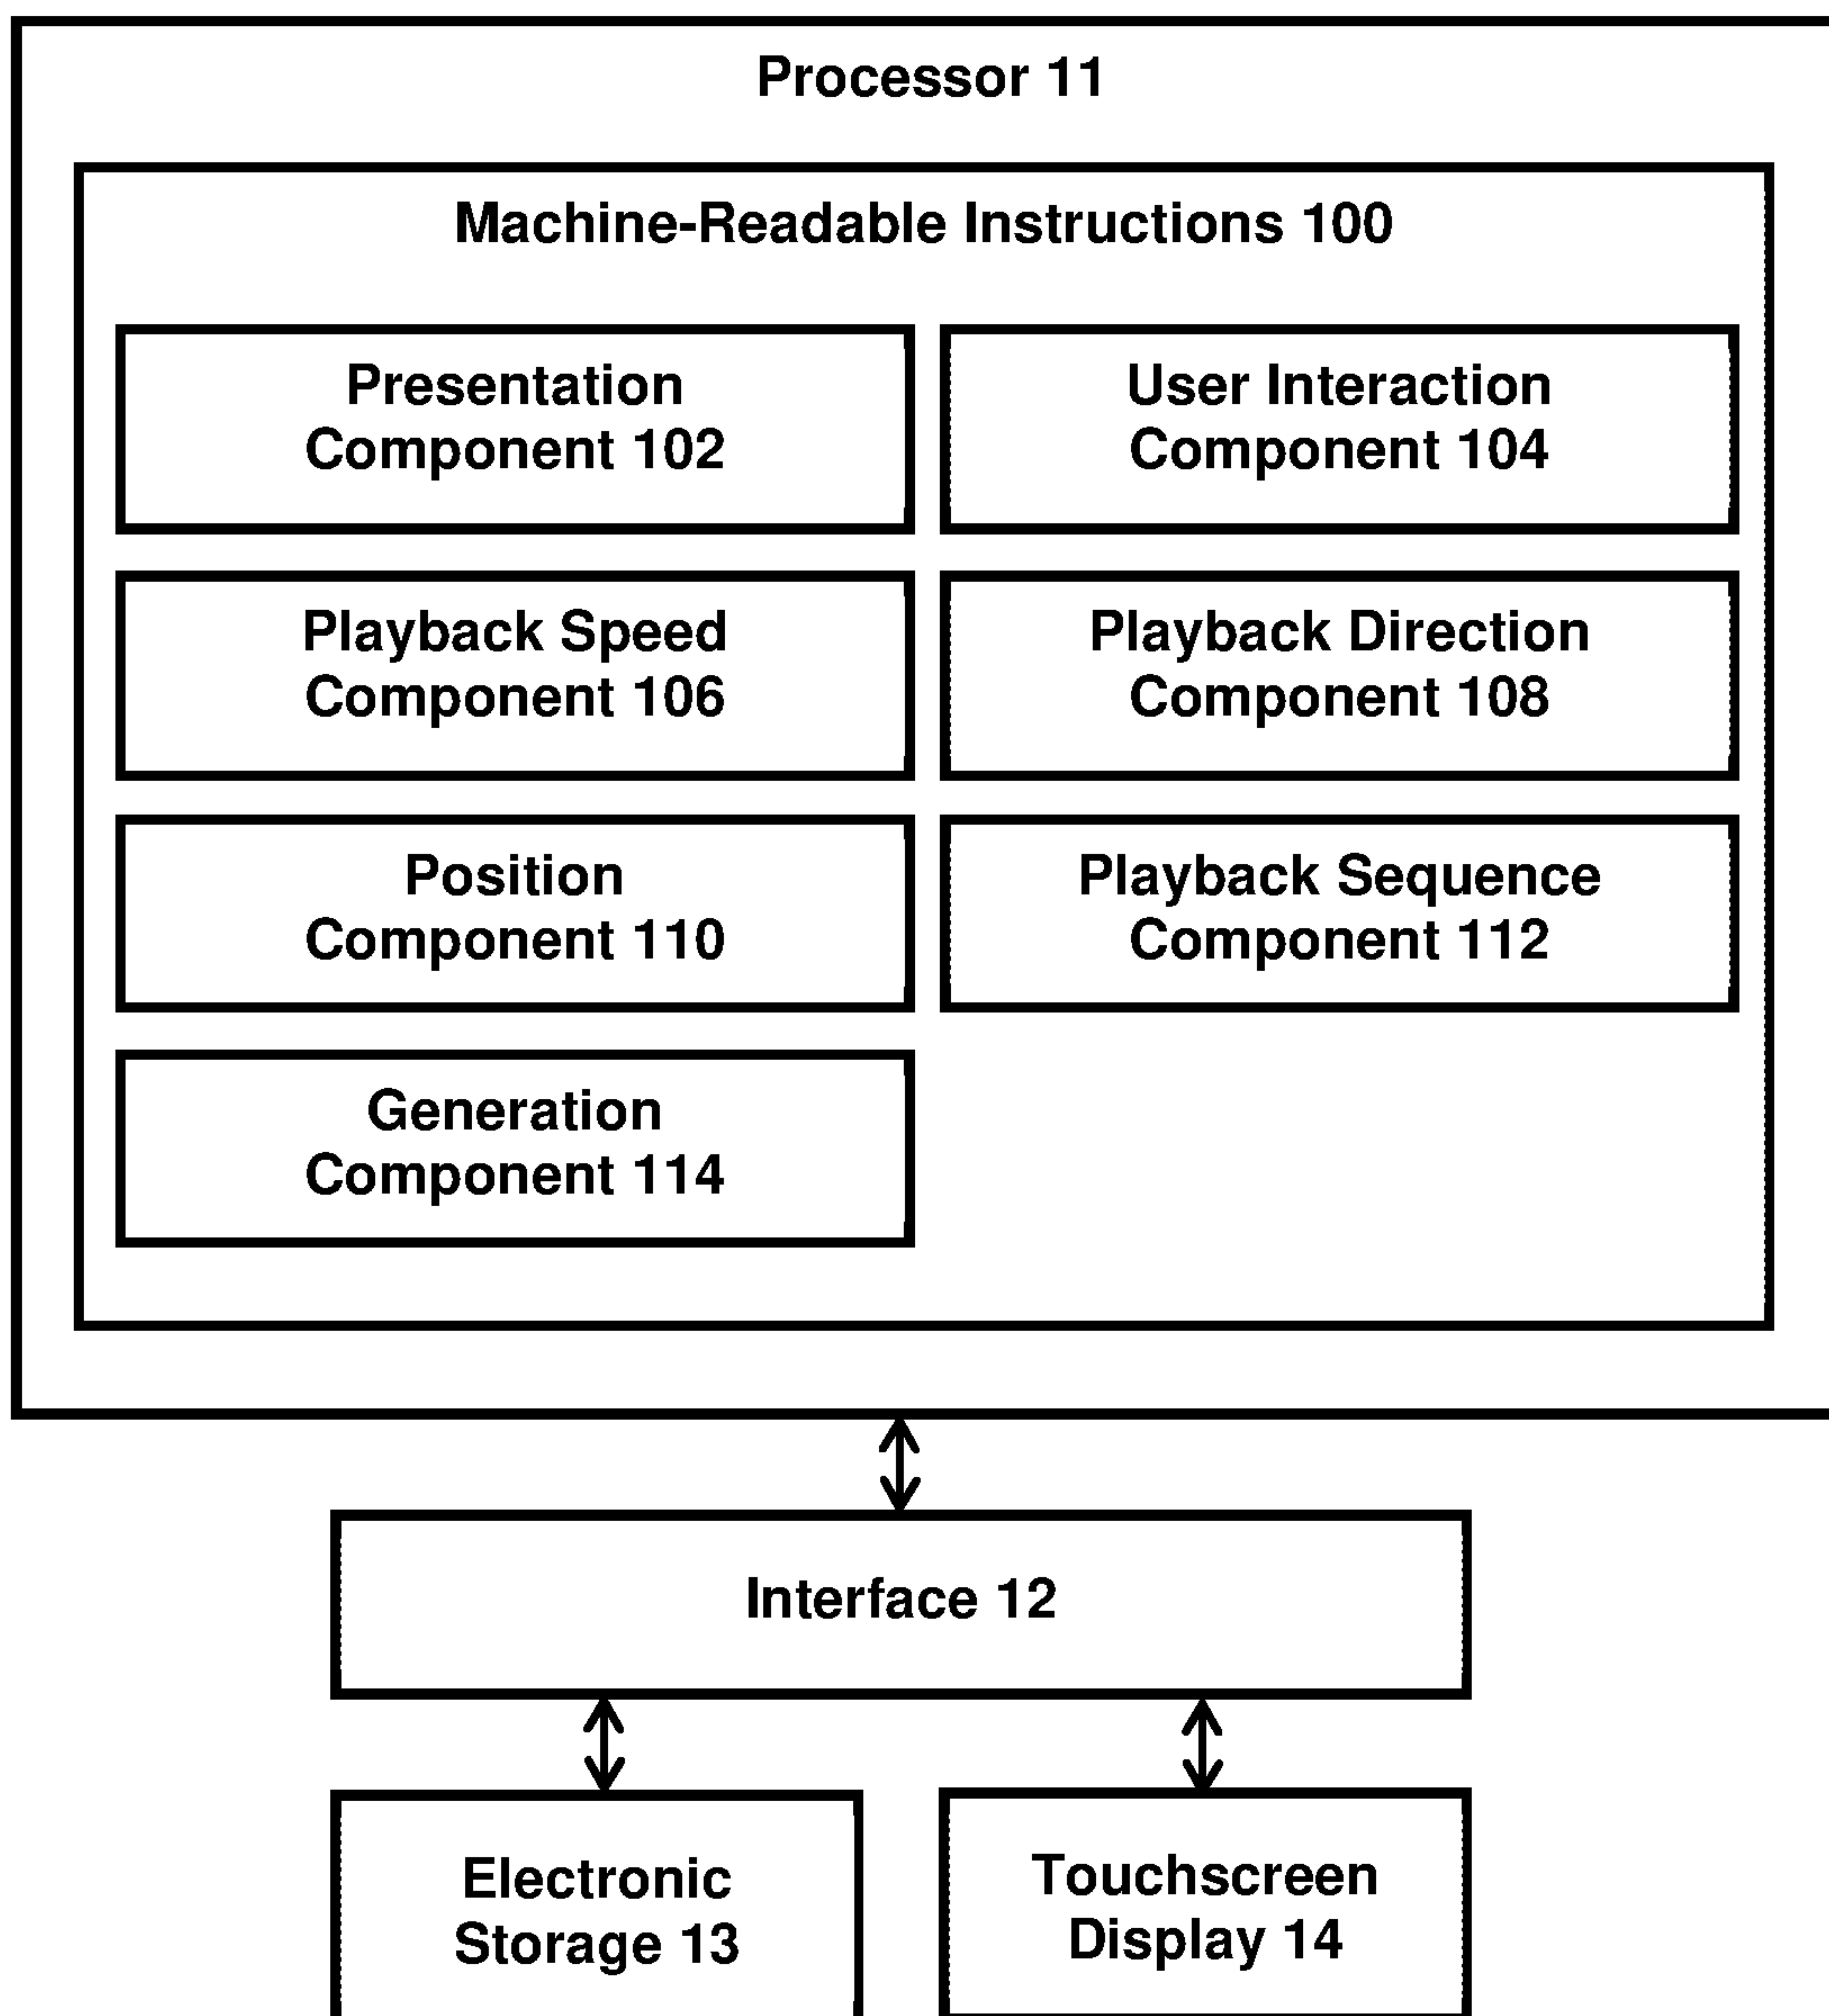 Processor 11
Machine-Readable Instructions 100
Presentation
Component 102
User Interaction
Component 104
Playback Speed
Component 106
Playback Direction
Component 108
Position
Component 110
Playback Sequence
Component 112
Generation
Component 114
Interface 12
Electronic
Storage 13
Touchscreen
Display 14